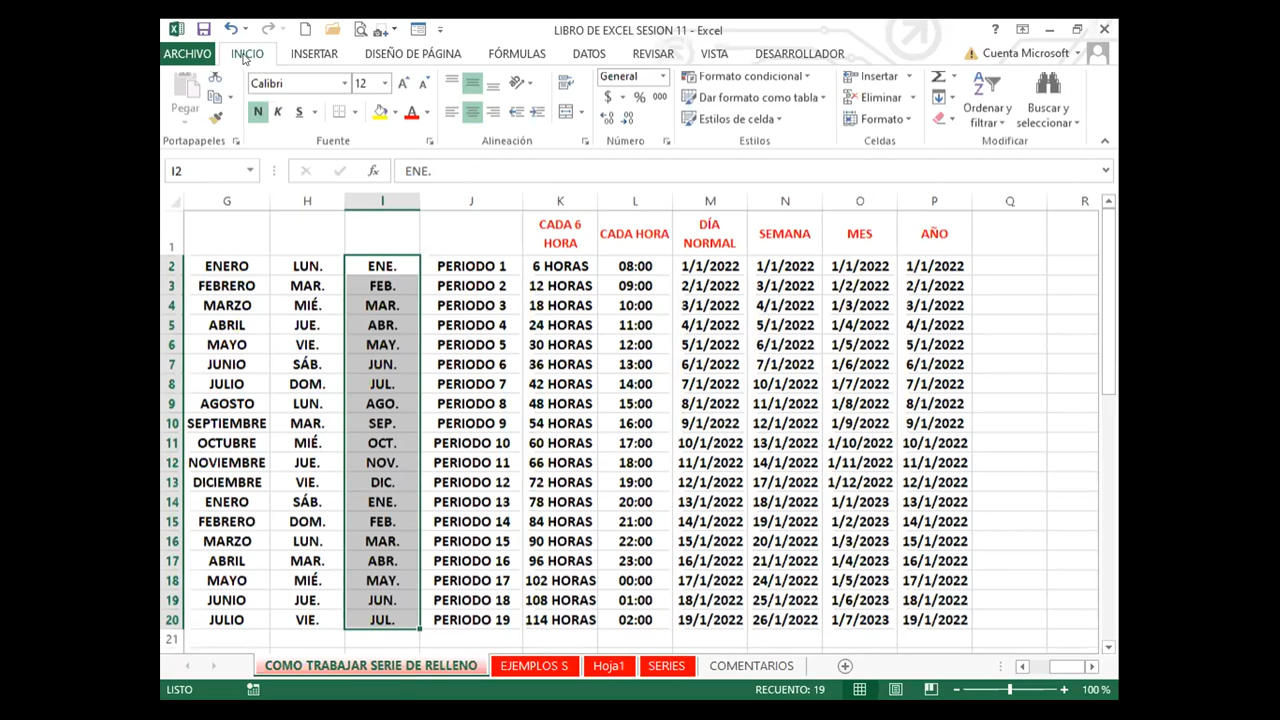 LIBRO DE EXCEL SESION 11 - Excel
ARCHIVO INICIO INSERTAR DISEÑO DE PÁGINA FÓRMULAS DATOS REVISAR VISTA DESARROLLADOR Cuenta Microsoft
Calibri 12 General Formato condicional Insertar
Pegar Dar formato como tabla Eliminar Ordenar y filtrar Buscar y seleccionar
N K S $ % 000 Estilos de celda Formato
Portapapeles Fuente Alineación Número Estilos Celdas Modificar
I2 ENE.
G H I J K L M N O P Q R
1 CADA 6 HORA CADA HORA DÍA NORMAL SEMANA MES AÑO
2 ENERO LUN. ENE. PERIODO 1 6 HORAS 08:00 1/1/2022 1/1/2022 1/1/2022 1/1/2022
3 FEBRERO MAR. FEB. PERIODO 2 12 HORAS 09:00 2/1/2022 3/1/2022 1/2/2022 2/1/2022
4 MARZO MIÉ. MAR. PERIODO 3 18 HORAS 10:00 3/1/2022 4/1/2022 1/3/2022 3/1/2022
5 ABRIL JUE. ABR. PERIODO 4 24 HORAS 11:00 4/1/2022 5/1/2022 1/4/2022 4/1/2022
6 MAYO VIE. MAY. PERIODO 5 30 HORAS 12:00 5/1/2022 6/1/2022 1/5/2022 5/1/2022
7 JUNIO SÁB. JUN. PERIODO 6 36 HORAS 13:00 6/1/2022 7/1/2022 1/6/2022 6/1/2022
8 JULIO DOM. JUL. PERIODO 7 42 HORAS 14:00 7/1/2022 10/1/2022 1/7/2022 7/1/2022
9 AGOSTO LUN. AGO. PERIODO 8 48 HORAS 15:00 8/1/2022 11/1/2022 1/8/2022 8/1/2022
10 SEPTIEMBRE MAR. SEP. PERIODO 9 54 HORAS 16:00 9/1/2022 12/1/2022 1/9/2022 9/1/2022
11 OCTUBRE MIÉ. OCT. PERIODO 10 60 HORAS 17:00 10/1/2022 13/1/2022 1/10/2022 10/1/2022
12 NOVIEMBRE JUE. NOV. PERIODO 11 66 HORAS 18:00 11/1/2022 14/1/2022 1/11/2022 11/1/2022
13 DICIEMBRE VIE. DIC. PERIODO 12 72 HORAS 19:00 12/1/2022 17/1/2022 1/12/2022 12/1/2022
14 ENERO SÁB. ENE. PERIODO 13 78 HORAS 20:00 13/1/2022 18/1/2022 1/1/2023 13/1/2022
15 FEBRERO DOM. FEB. PERIODO 14 84 HORAS 21:00 14/1/2022 19/1/2022 1/2/2023 14/1/2022
16 MARZO LUN. MAR. PERIODO 15 90 HORAS 22:00 15/1/2022 20/1/2022 1/3/2023 15/1/2022
17 ABRIL MAR. ABR. PERIODO 16 96 HORAS 23:00 16/1/2022 21/1/2022 1/4/2023 16/1/2022
18 MAYO MIÉ. MAY. PERIODO 17 102 HORAS 00:00 17/1/2022 24/1/2022 1/5/2023 17/1/2022
19 JUNIO JUE. JUN. PERIODO 18 108 HORAS 01:00 18/1/2022 25/1/2022 1/6/2023 18/1/2022
20 JULIO VIE. JUL. PERIODO 19 114 HORAS 02:00 19/1/2022 26/1/2022 1/7/2023 19/1/2022
21
COMO TRABAJAR SERIE DE RELLENO EJEMPLOS S Hoja1 SERIES COMENTARIOS
LISTO RECUENTO: 19 100 %